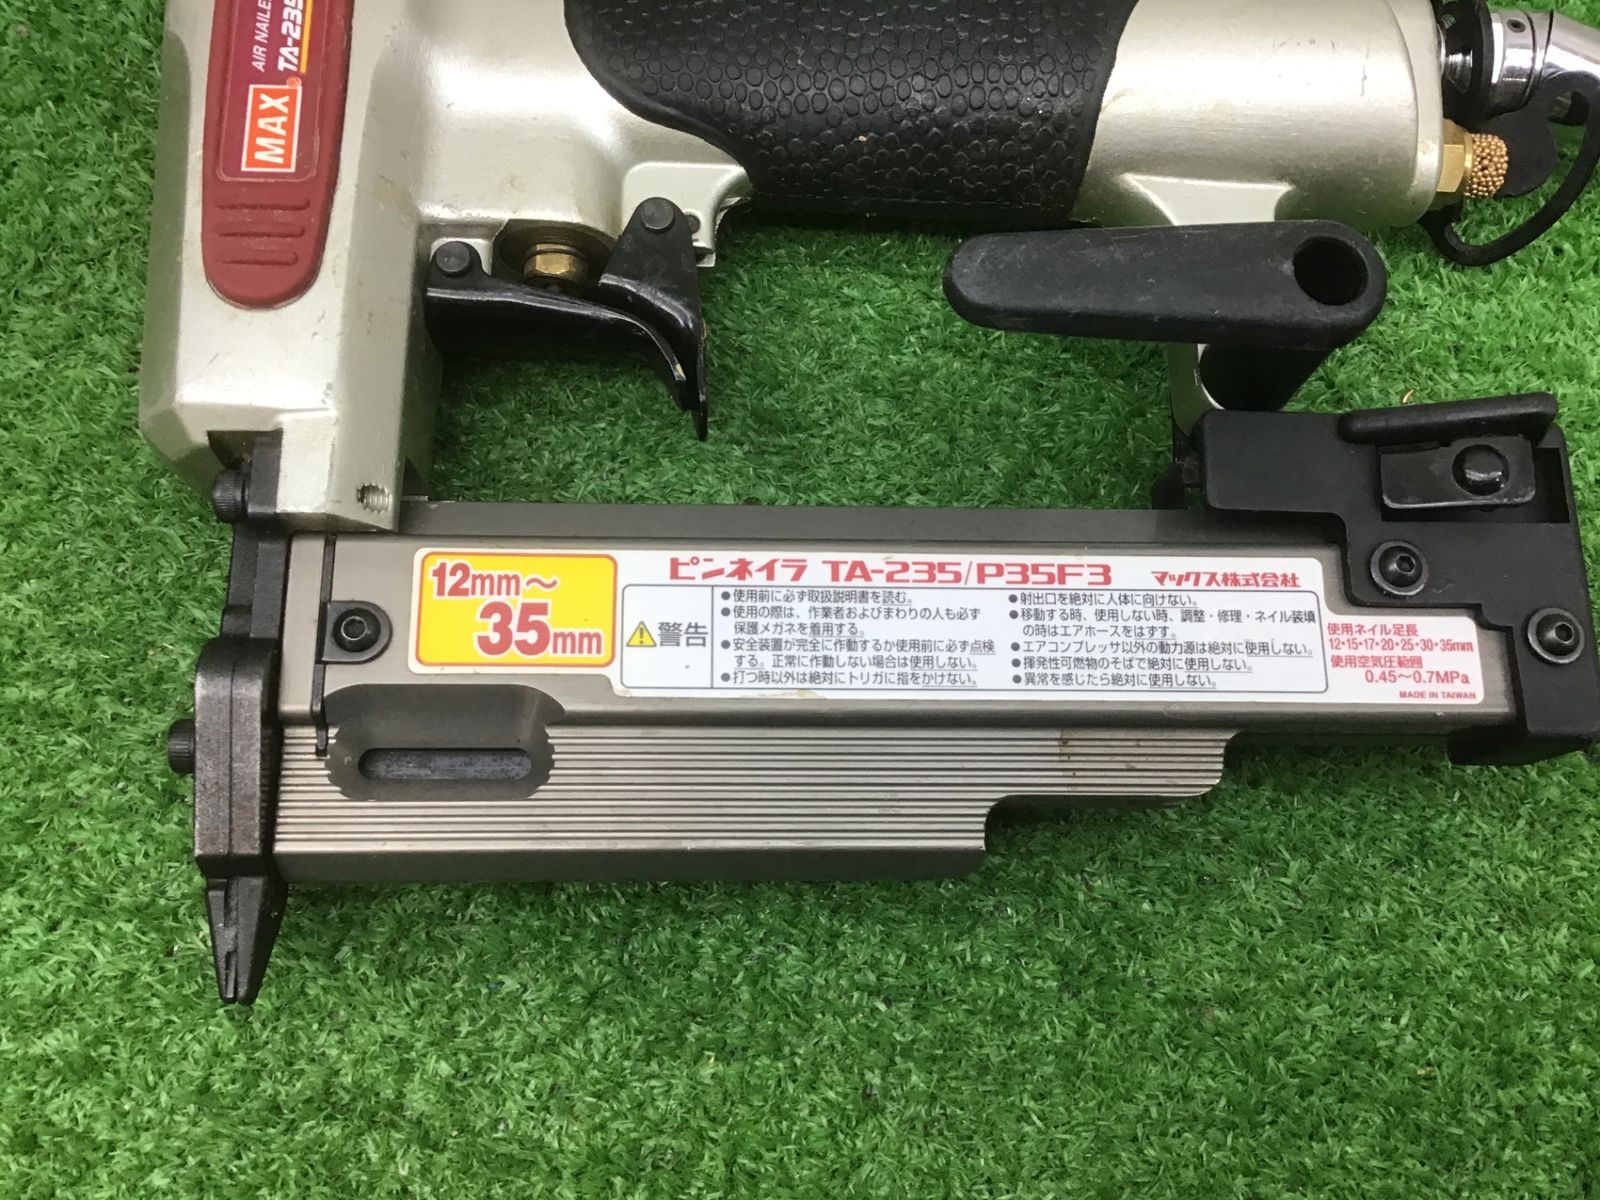 AIR NAILE
TA-235
MAX
12mm～
35mm
ピンネイラ TA-235/P35F3 マックス株式会社
警告
●使用前に必ず取扱説明書を読む。
●使用の際は、作業者およびまわりの人も必ず
保護メガネを着用する。
●安全装置が完全に作動するか使用前に必ず点検
する。正常に作動しない場合は使用しない。
●打つ時以外は絶対にトリガに指をかけない。
●射出口を絶対に人体に向けない。
●移動する時、使用しない時、調整・修理・ネイル装填
の時はエアホースをはずす。
●エアコンプレッサ以外の動力源は絶対に使用しない。
●揮発性可燃物のそばで絶対に使用しない。
●異常を感じたら絶対に使用しない。
使用ネイル足長
12・15・17・20・25・30・35mm
使用空気圧範囲
0.45～0.7MPa
MADE IN TAIWAN